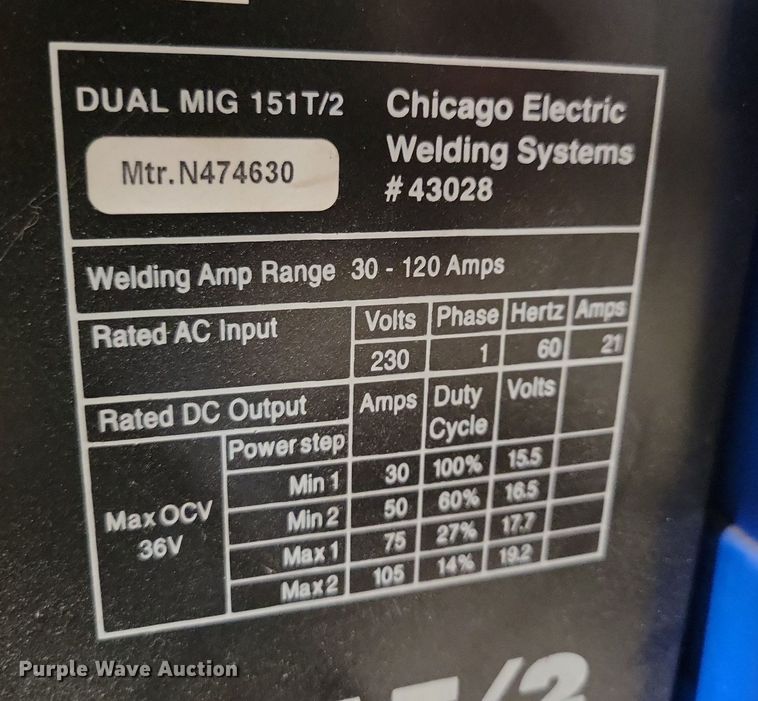 DUAL MIG 151T/2
Mtr.N474630
Chicago Electric
Welding Systems
# 43028
Welding Amp Range 30 - 120 Amps
Rated AC Input Volts Phase Hertz Amps
230 1 60 21
Rated DC Output Amps Duty Cycle Volts
Power step
Max OCV
36V
Min 1 30 100% 15.5
Min 2 50 60% 16.5
Max 1 75 27% 17.7
Max 2 105 14% 19.2
T/2
Purple Wave Auction